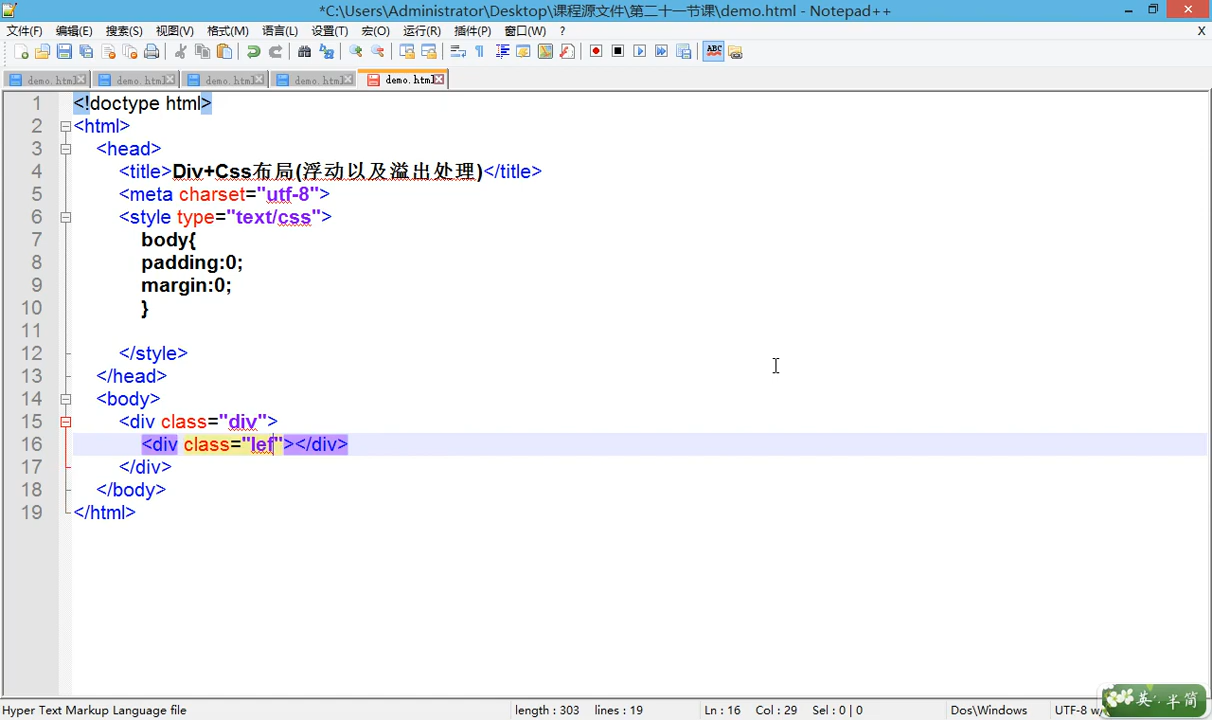 *C:\Users\Administrator\Desktop\课程源文件\第二十一节课\demo.html - Notepad++
文件(F) 编辑(E) 搜索(S) 视图(V) 格式(M) 语言(L) 设置(T) 宏(O) 运行(R) 插件(P) 窗口(W) ? X
demo.html demo.html demo.html demo.html demo.html
1 <!doctype html>
2 <html>
3 <head>
4 <title>Div+Css布局(浮动以及溢出处理)</title>
5 <meta charset="utf-8">
6 <style type="text/css">
7 body{
8 padding:0;
9 margin:0;
10 }
11
12 </style>
13 </head>
14 <body>
15 <div class="div">
16 <div class="lef"></div>
17 </div>
18 </body>
19 </html>
Hyper Text Markup Language file length : 303 lines : 19 Ln : 16 Col : 29 Sel : 0 | 0 Dos\Windows UTF-8
英 半 简